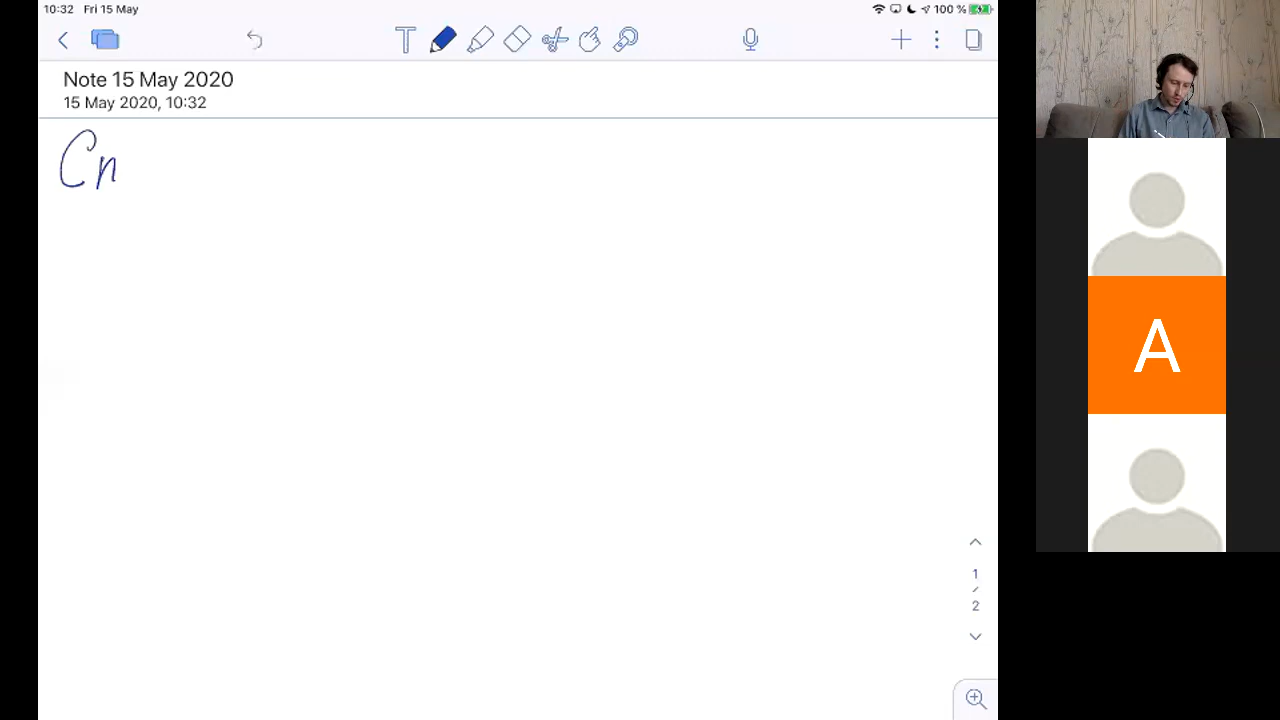 10:32 Fri 15 May 100 %
T
Note 15 May 2020
15 May 2020, 10:32
Сп
A
1
2